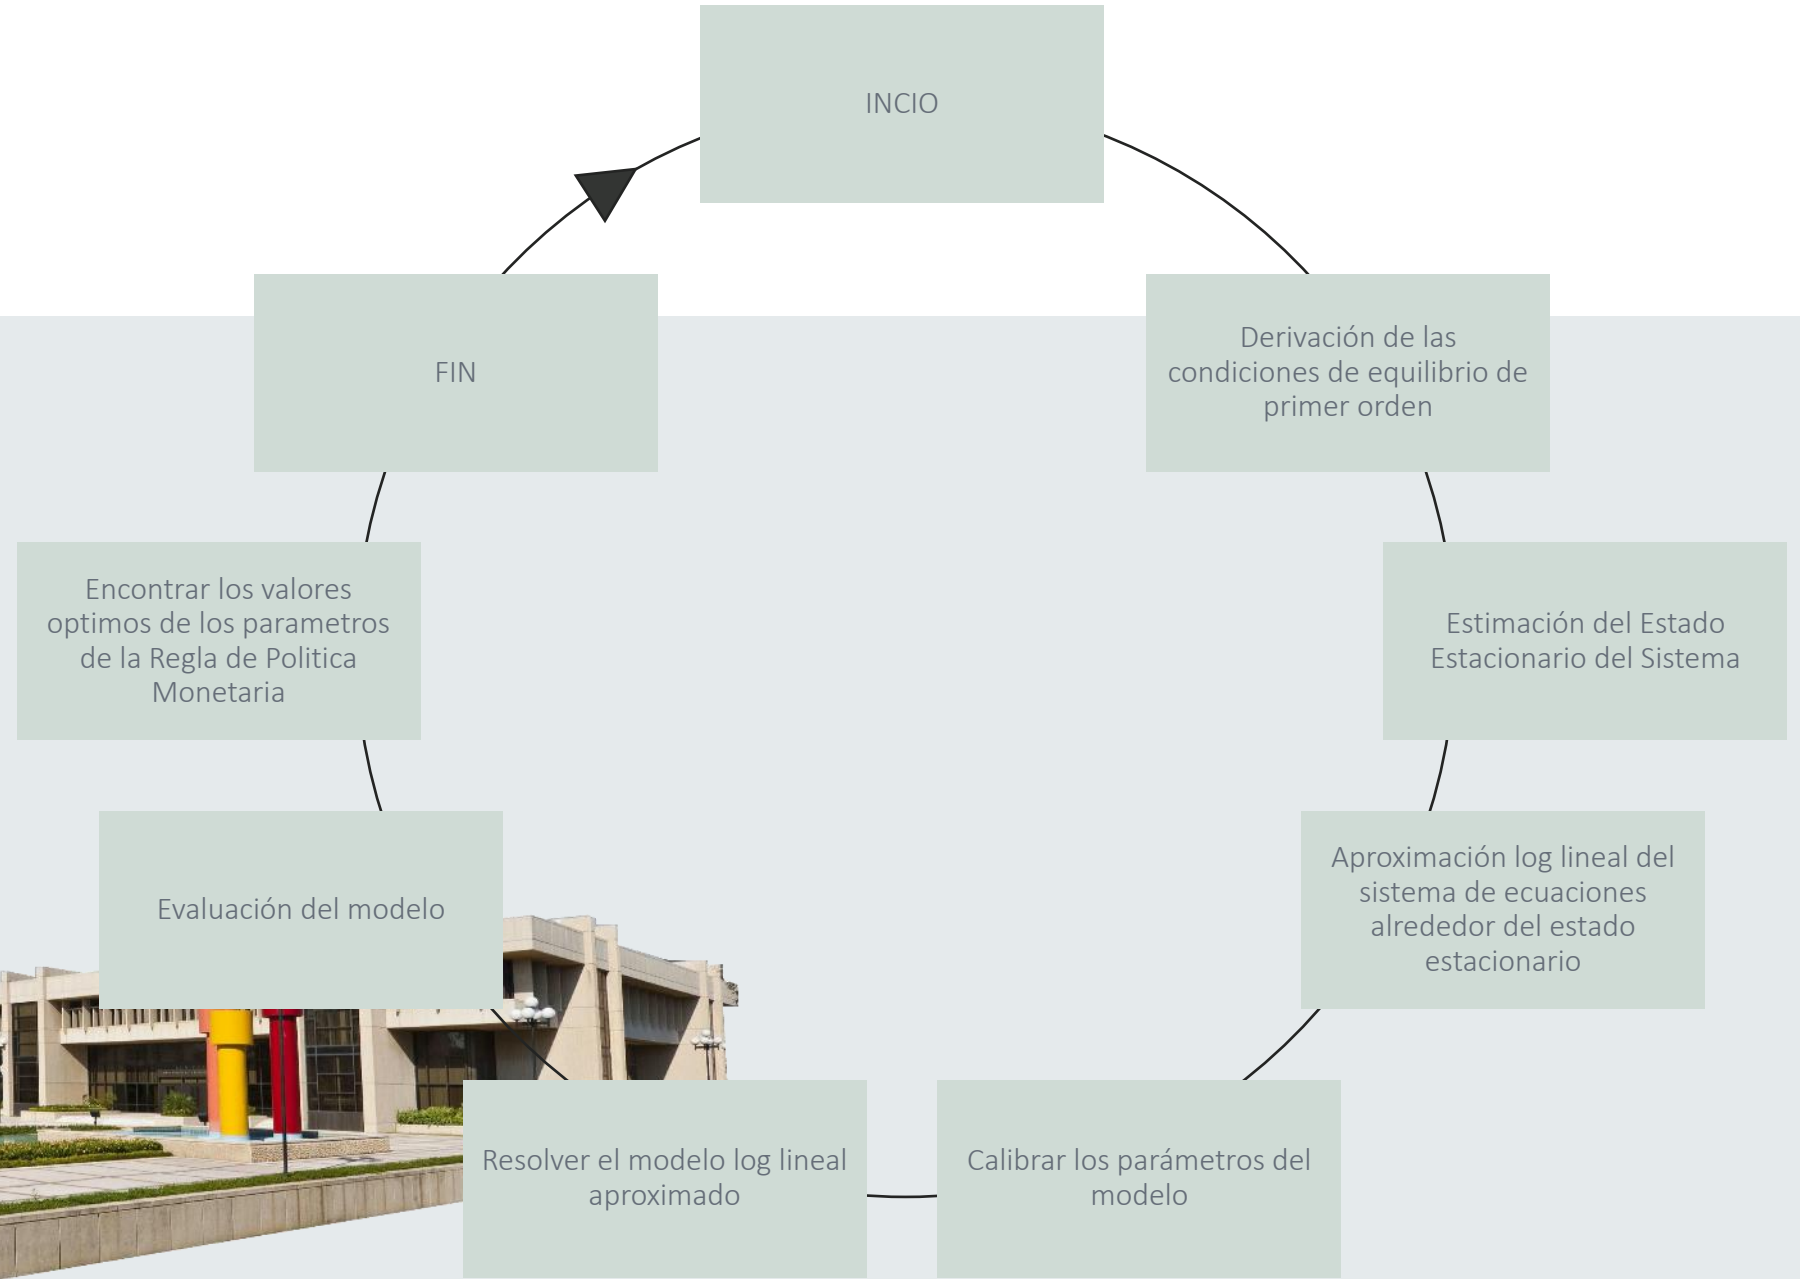 INCIO
Derivación de las
condiciones de equilibrio de
primer orden
Estimación del Estado
Estacionario del Sistema
Aproximación log lineal del
sistema de ecuaciones
alrededor del estado
estacionario
Calibrar los parámetros del
modelo
Resolver el modelo log lineal
aproximado
Evaluación del modelo
Encontrar los valores
optimos de los parametros
de la Regla de Politica
Monetaria
FIN